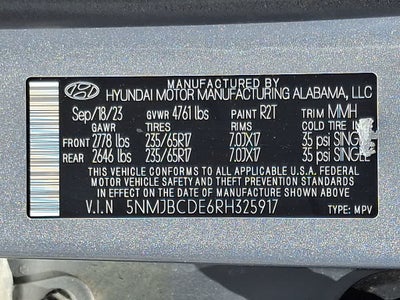 MANUFACTURED BY
HYUNDAI MOTOR MANUFACTURING ALABAMA, LLC
Sep/18/23 GVWR 4761 lbs PAINT R2T TRIM MMH
GAWR TIRES RIMS COLD TIRE
FRONT 2778 lbs 235/65R17 7.0JX17 35 psi SINGLE
REAR 2646 lbs 235/65R17 7.0JX17 35 psi SINGLE
THIS VEHICLE CONFORMS TO ALL APPLICABLE
U.S.A. FEDERAL MOTOR VEHICLE SAFETY STANDARDS
IN EFFECT ON THE DATE OF MANUFACTURE SHOWN ABOVE.
V.I.N 5NMJBCDE6RH325917 TYPE: MPV